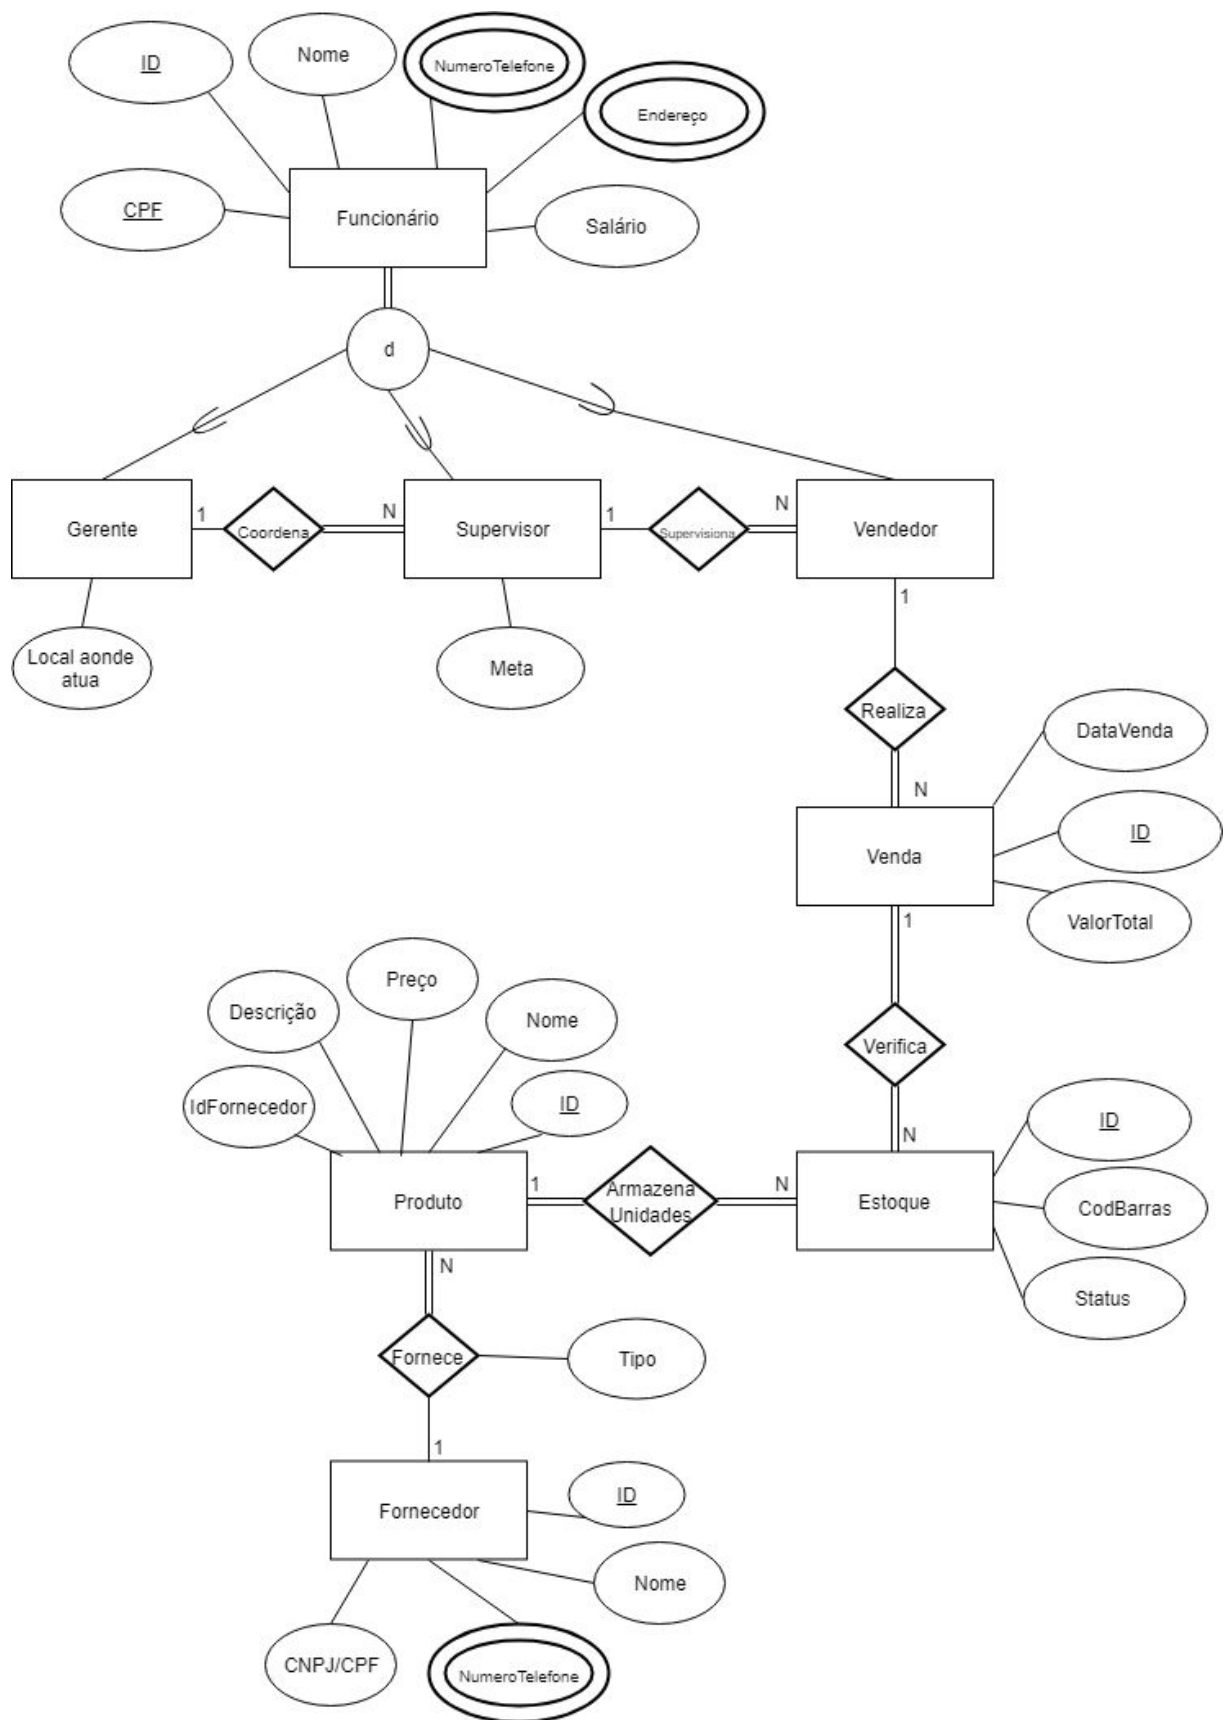 ID
Nome
NumeroTelefone
Endereço
CPF
Funcionário
Salário
d
Gerente
1
Coordena
N
Supervisor
1
Supervisiona
N
Vendedor
Local aonde
atua
Meta
1
Realiza
N
DataVenda
Venda
ID
ValorTotal
1
Verifica
N
Descrição
Preço
Nome
IdFornecedor
ID
Produto
1
Armazena
Unidades
N
Estoque
ID
CodBarras
Status
N
Fornece
Tipo
1
Fornecedor
ID
Nome
CNPJ/CPF
NumeroTelefone